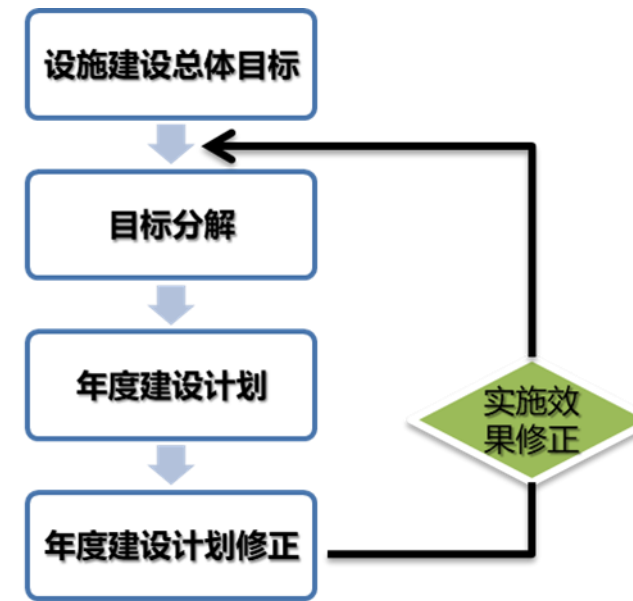 设施建设总体目标
目标分解
年度建设计划
实施效
果修正
年度建设计划修正